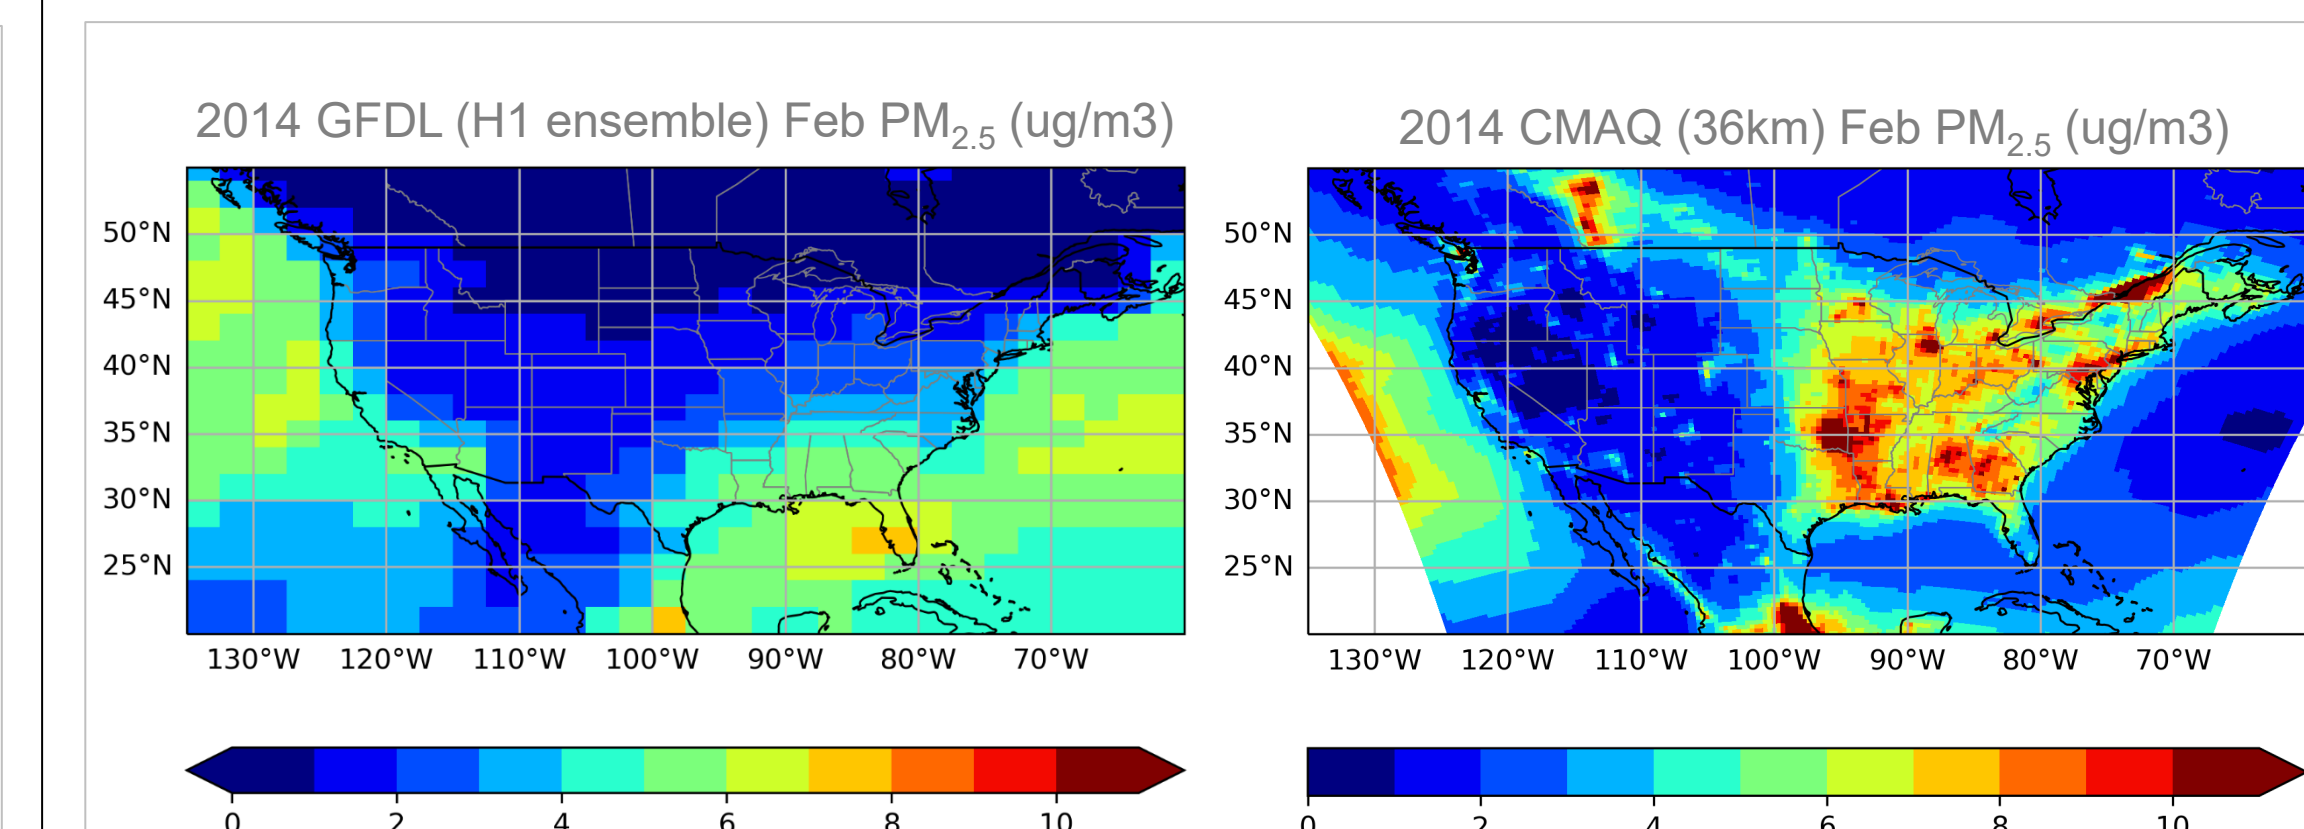 2014 GFDL (H1 ensemble) Feb PM2.5 (ug/m3)
50°N
45°N
40°N
35°N
30°N
25°N
130°W 120°W 110°W 100°W 90°W 80°W 70°W
0 2 4 6 8 10
2014 CMAQ (36km) Feb PM2.5 (ug/m3)
50°N
45°N
40°N
35°N
30°N
25°N
130°W 120°W 110°W 100°W 90°W 80°W 70°W
0 2 4 6 8 10